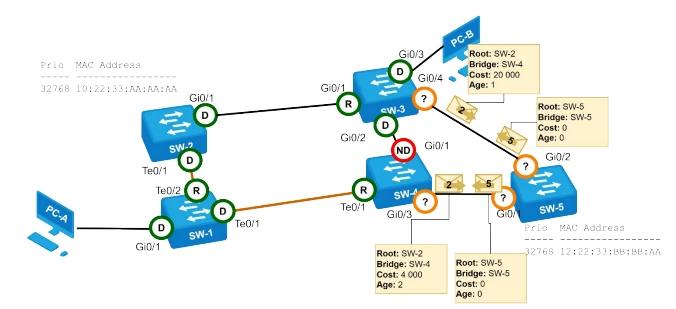 PC-B
Gi0/3
Root: SW-2
Bridge: SW-4
Cost: 20 000
Age: 1
Prio MAC Address
---- -----------------
32768 10:22:33:AA:AA:AA
D
Gi0/4
Gi0/1
Gi0/1
D
R
SW-3
?
2
Root: SW-5
Bridge: SW-5
Cost: 0
Age: 0
5
D
Gi0/2
SW-2
D
ND
Gi0/1
?
Gi0/2
Te0/1
Te0/2
R
R
SW-4
2
5
PC-A
D
Te0/1
Te0/1
?
?
SW-5
D
SW-1
Gi0/3
Gi0/1
Gi0/1
Prio MAC Address
---- -----------------
32768 12:22:33:BB:BB:AA
Root: SW-2
Bridge: SW-4
Cost: 4 000
Age: 2
Root: SW-5
Bridge: SW-5
Cost: 0
Age: 0